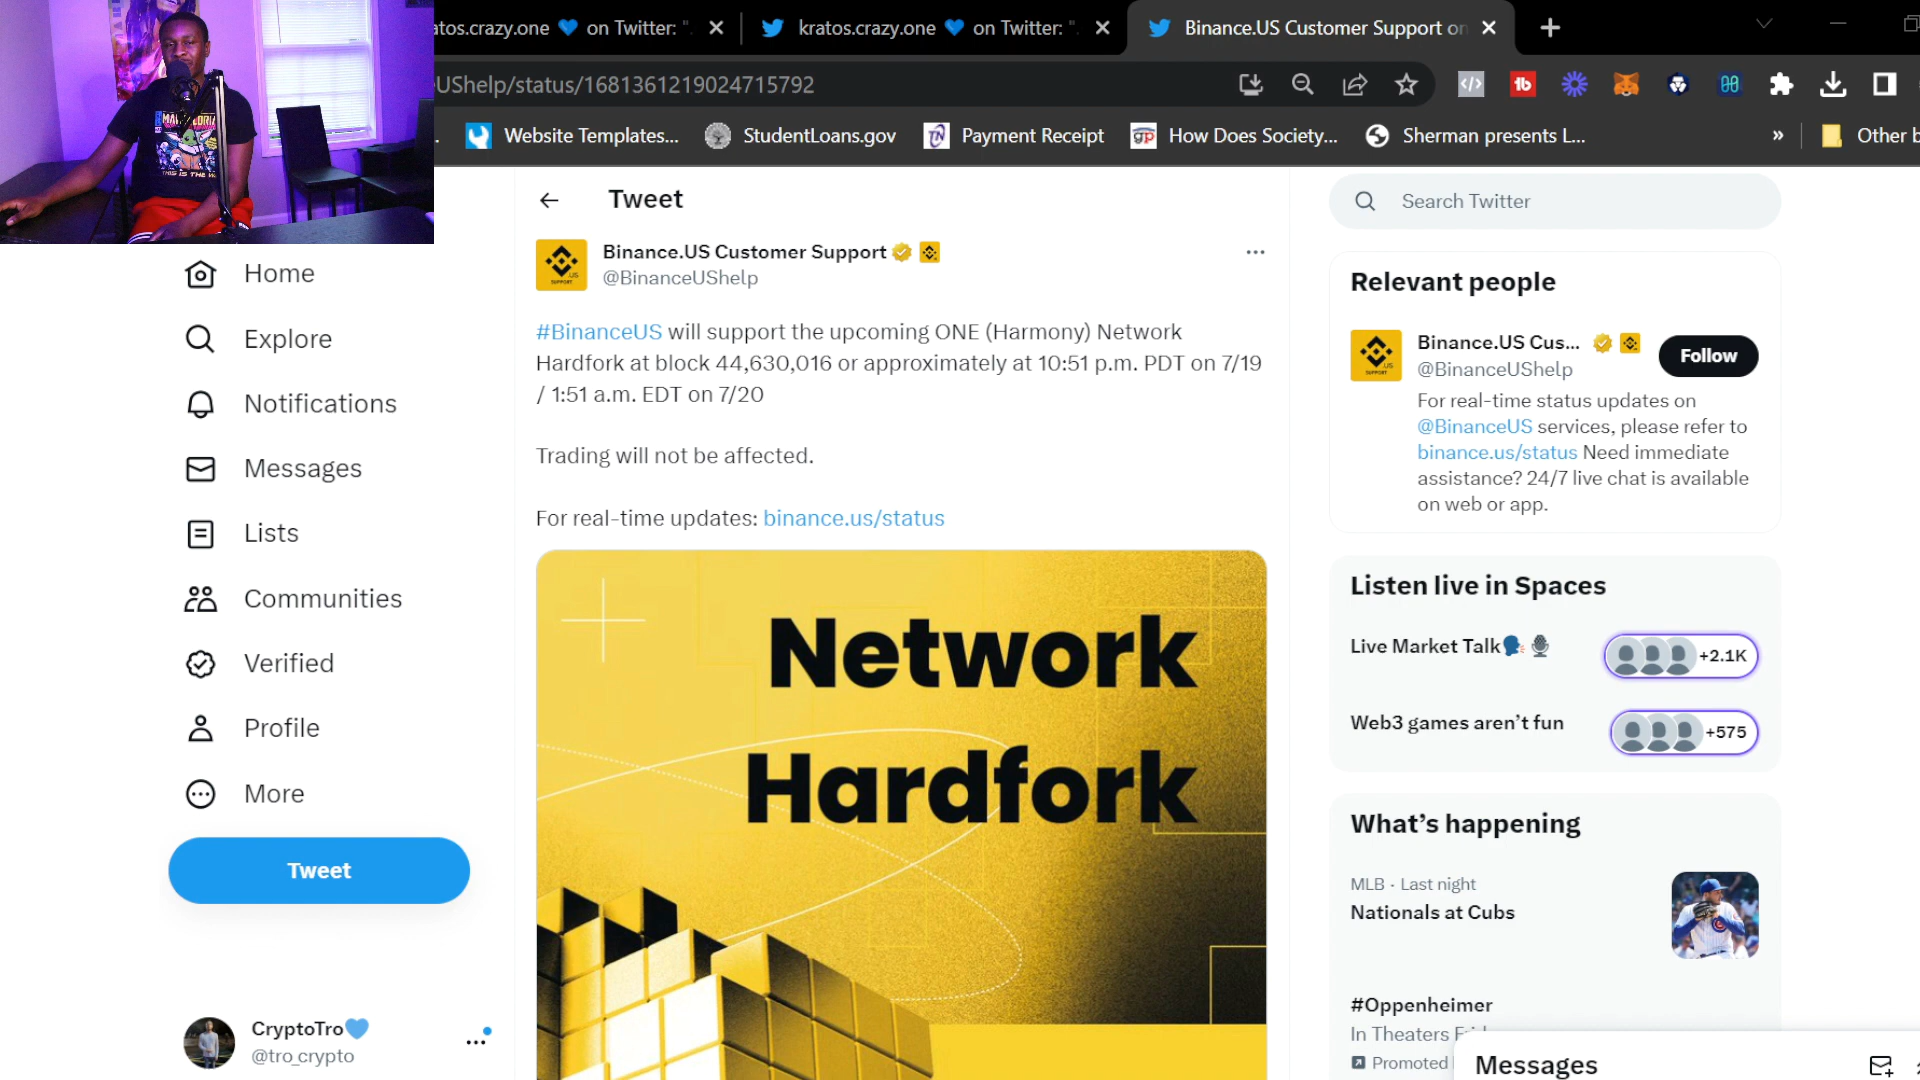 atos.crazy.one 💙 on Twitter: ".
kratos.crazy.one 💙 on Twitter: ".
Binance.US Customer Support on
UShelp/status/1681361219024715792
Website Templates...
StudentLoans.gov
Payment Receipt
How Does Society...
Sherman presents L...
»
Other b
THIS IS THE W
Home
Explore
Notifications
Messages
Lists
Communities
Verified
Profile
More
Tweet
CryptoTro💙
@tro_crypto
Tweet
Binance.US Customer Support
@BinanceUShelp
#BinanceUS will support the upcoming ONE (Harmony) Network
Hardfork at block 44,630,016 or approximately at 10:51 p.m. PDT on 7/19
/ 1:51 a.m. EDT on 7/20
Trading will not be affected.
For real-time updates: binance.us/status
Network
Hardfork
Search Twitter
Relevant people
Binance.US Cus...
@BinanceUShelp
Follow
For real-time status updates on
@BinanceUS services, please refer to
binance.us/status Need immediate
assistance? 24/7 live chat is available
on web or app.
Listen live in Spaces
Live Market Talk🗣️🎙️
+2.1K
Web3 games aren't fun
+575
What's happening
MLB · Last night
Nationals at Cubs
#Oppenheimer
In Theaters
Promoted
Messages